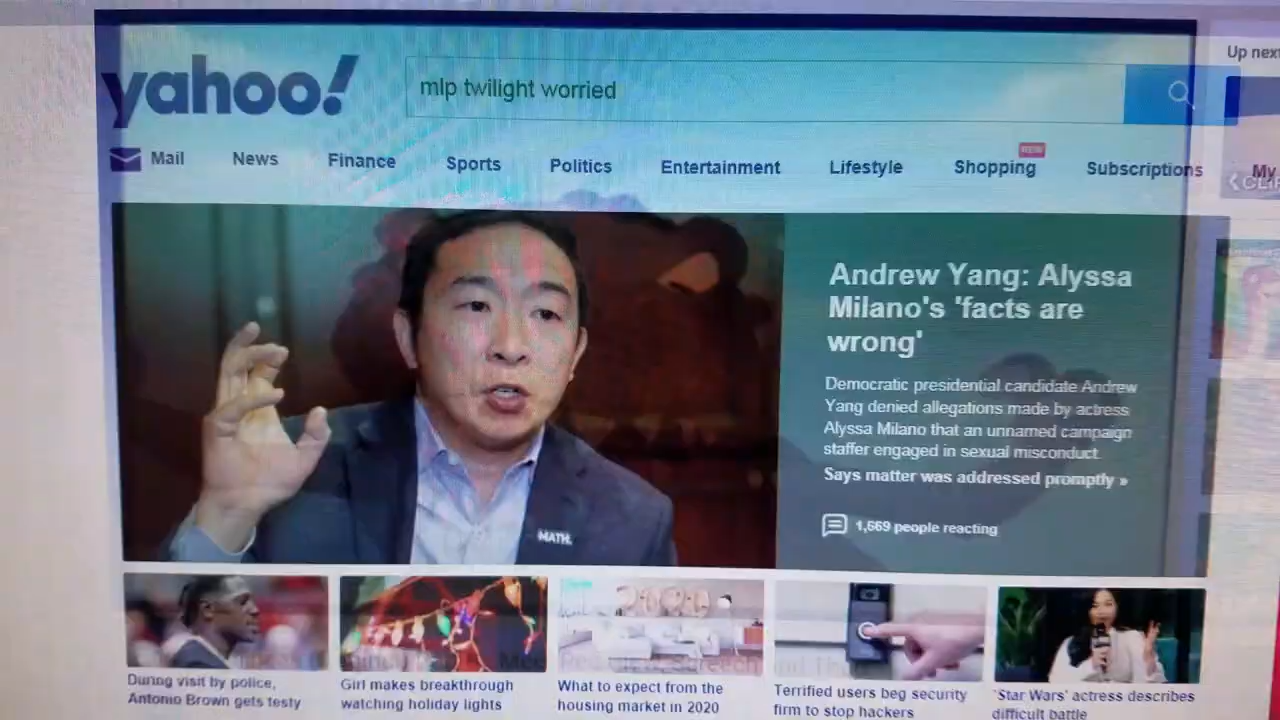 Up next
yahoo!
mlp twilight worried
Mail News Finance Sports Politics Entertainment Lifestyle Shopping Subscriptions My
NEW
Andrew Yang: Alyssa
Milano's 'facts are
wrong'
Democratic presidential candidate Andrew
Yang denied allegations made by actress
Alyssa Milano that an unnamed campaign
staffer engaged in sexual misconduct.
Says matter was addressed promptly »
1,669 people reacting
MATH.
During visit by police,
Antonio Brown gets testy
Girl makes breakthrough
watching holiday lights
What to expect from the
housing market in 2020
Terrified users beg security
firm to stop hackers
'Star Wars' actress describes
difficult battle